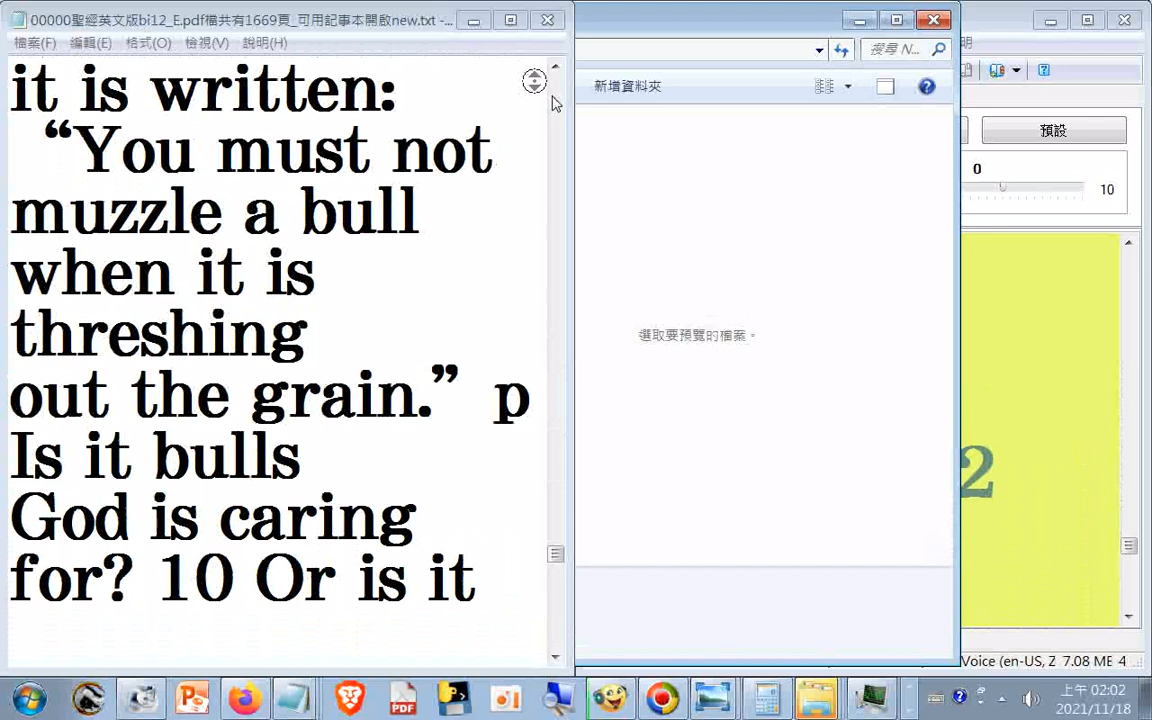 00000聖經英文版bi12_E.pdf檔共有1669頁_可用記事本開啟new.txt -...
檔案(F) 編輯(E) 格式(O) 檢視(V) 說明(H)
it is written:
“You must not
muzzle a bull
when it is
threshing
out the grain.” p
Is it bulls
God is caring
for? 10 Or is it
搜尋 N...
新增資料夾
選取要預覽的檔案。
明
預設
0
10
2
Voice (en-US, Z 7.08 ME 4
PDF
上午 02:02
2021/11/18